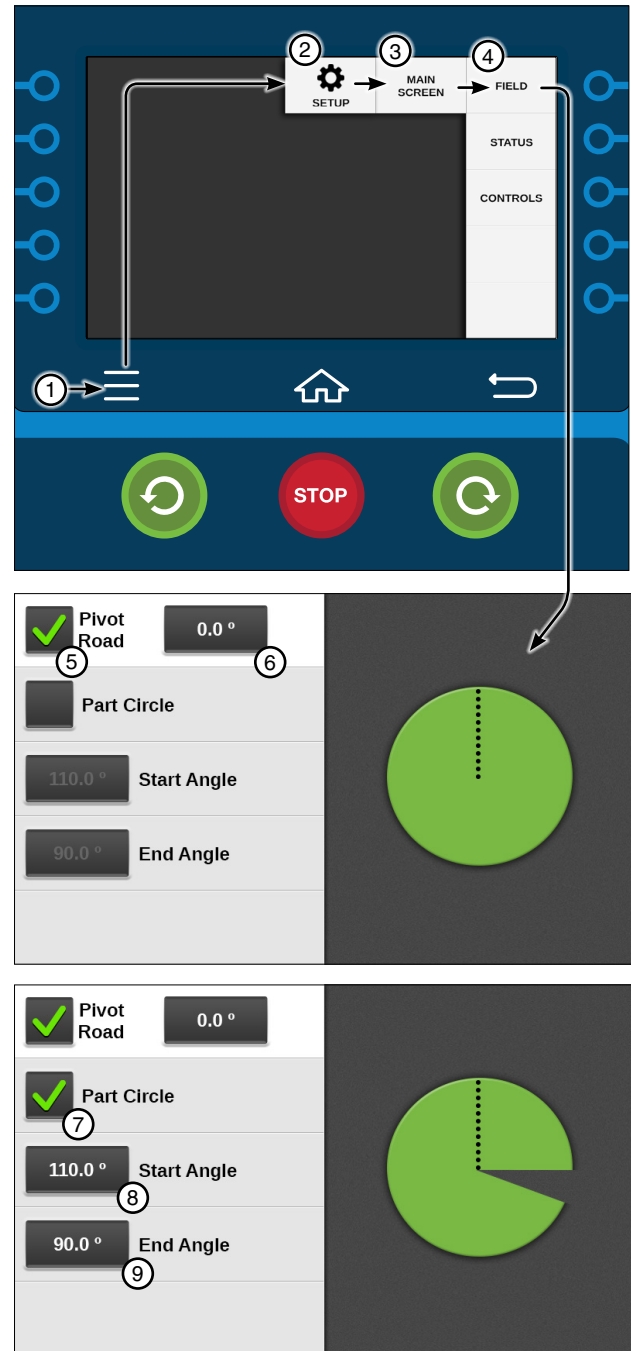 2
3
4
SETUP
MAIN
SCREEN
FIELD
STATUS
CONTROLS
1
STOP
Pivot
Road
0.0 º
5
6
Part Circle
110.0 º Start Angle
90.0 º End Angle
Pivot
Road
0.0 º
Part Circle
7
110.0 º Start Angle
8
90.0 º End Angle
9